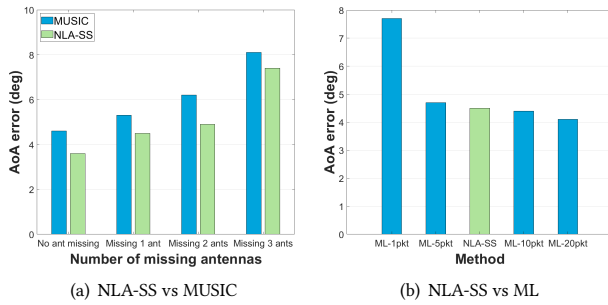 MUSIC
NLA-SS
10
8
6
4
2
0
AoA error (deg)
No ant missing Missing 1 ant Missing 2 ants Missing 3 ants
Number of missing antennas
(a) NLA-SS vs MUSIC
8
7
6
5
4
3
2
1
0
AoA error (deg)
ML-1pkt ML-5pkt NLA-SS ML-10pkt ML-20pkt
Method
(b) NLA-SS vs ML